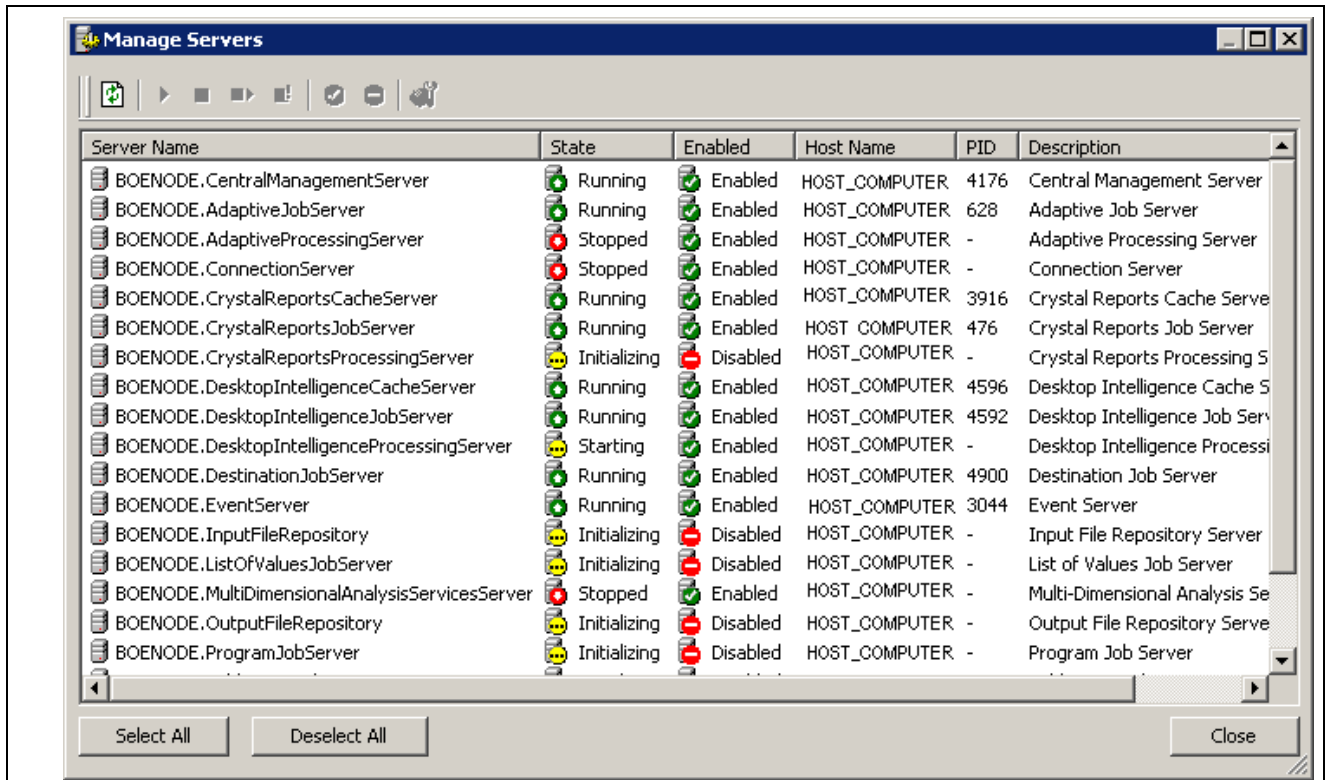 Manage Servers
Server Name State Enabled Host Name PID Description
BOENODE.CentralManagementServer Running Enabled HOST_COMPUTER 4176 Central Management Server
BOENODE.AdaptiveJobServer Running Enabled HOST_COMPUTER 628 Adaptive Job Server
BOENODE.AdaptiveProcessingServer Stopped Enabled HOST_COMPUTER - Adaptive Processing Server
BOENODE.ConnectionServer Stopped Enabled HOST_COMPUTER - Connection Server
BOENODE.CrystalReportsCacheServer Running Enabled HOST_COMPUTER 3916 Crystal Reports Cache Serve
BOENODE.CrystalReportsJobServer Running Enabled HOST COMPUTER 476 Crystal Reports Job Server
BOENODE.CrystalReportsProcessingServer Initializing Disabled HOST_COMPUTER - Crystal Reports Processing S
BOENODE.DesktopIntelligenceCacheServer Running Enabled HOST_COMPUTER 4596 Desktop Intelligence Cache S
BOENODE.DesktopIntelligenceJobServer Running Enabled HOST_COMPUTER 4592 Desktop Intelligence Job Serv
BOENODE.DesktopIntelligenceProcessingServer Starting Enabled HOST_COMPUTER - Desktop Intelligence Processi
BOENODE.DestinationJobServer Running Enabled HOST_COMPUTER 4900 Destination Job Server
BOENODE.EventServer Running Enabled HOST_COMPUTER 3044 Event Server
BOENODE.InputFileRepository Initializing Disabled HOST_COMPUTER - Input File Repository Server
BOENODE.ListOfValuesJobServer Initializing Disabled HOST_COMPUTER - List of Values Job Server
BOENODE.MultiDimensionalAnalysisServicesServer Stopped Enabled HOST_COMPUTER - Multi-Dimensional Analysis Se
BOENODE.OutputFileRepository Initializing Disabled HOST_COMPUTER - Output File Repository Serve
BOENODE.ProgramJobServer Initializing Disabled HOST_COMPUTER - Program Job Server
Select All Deselect All Close